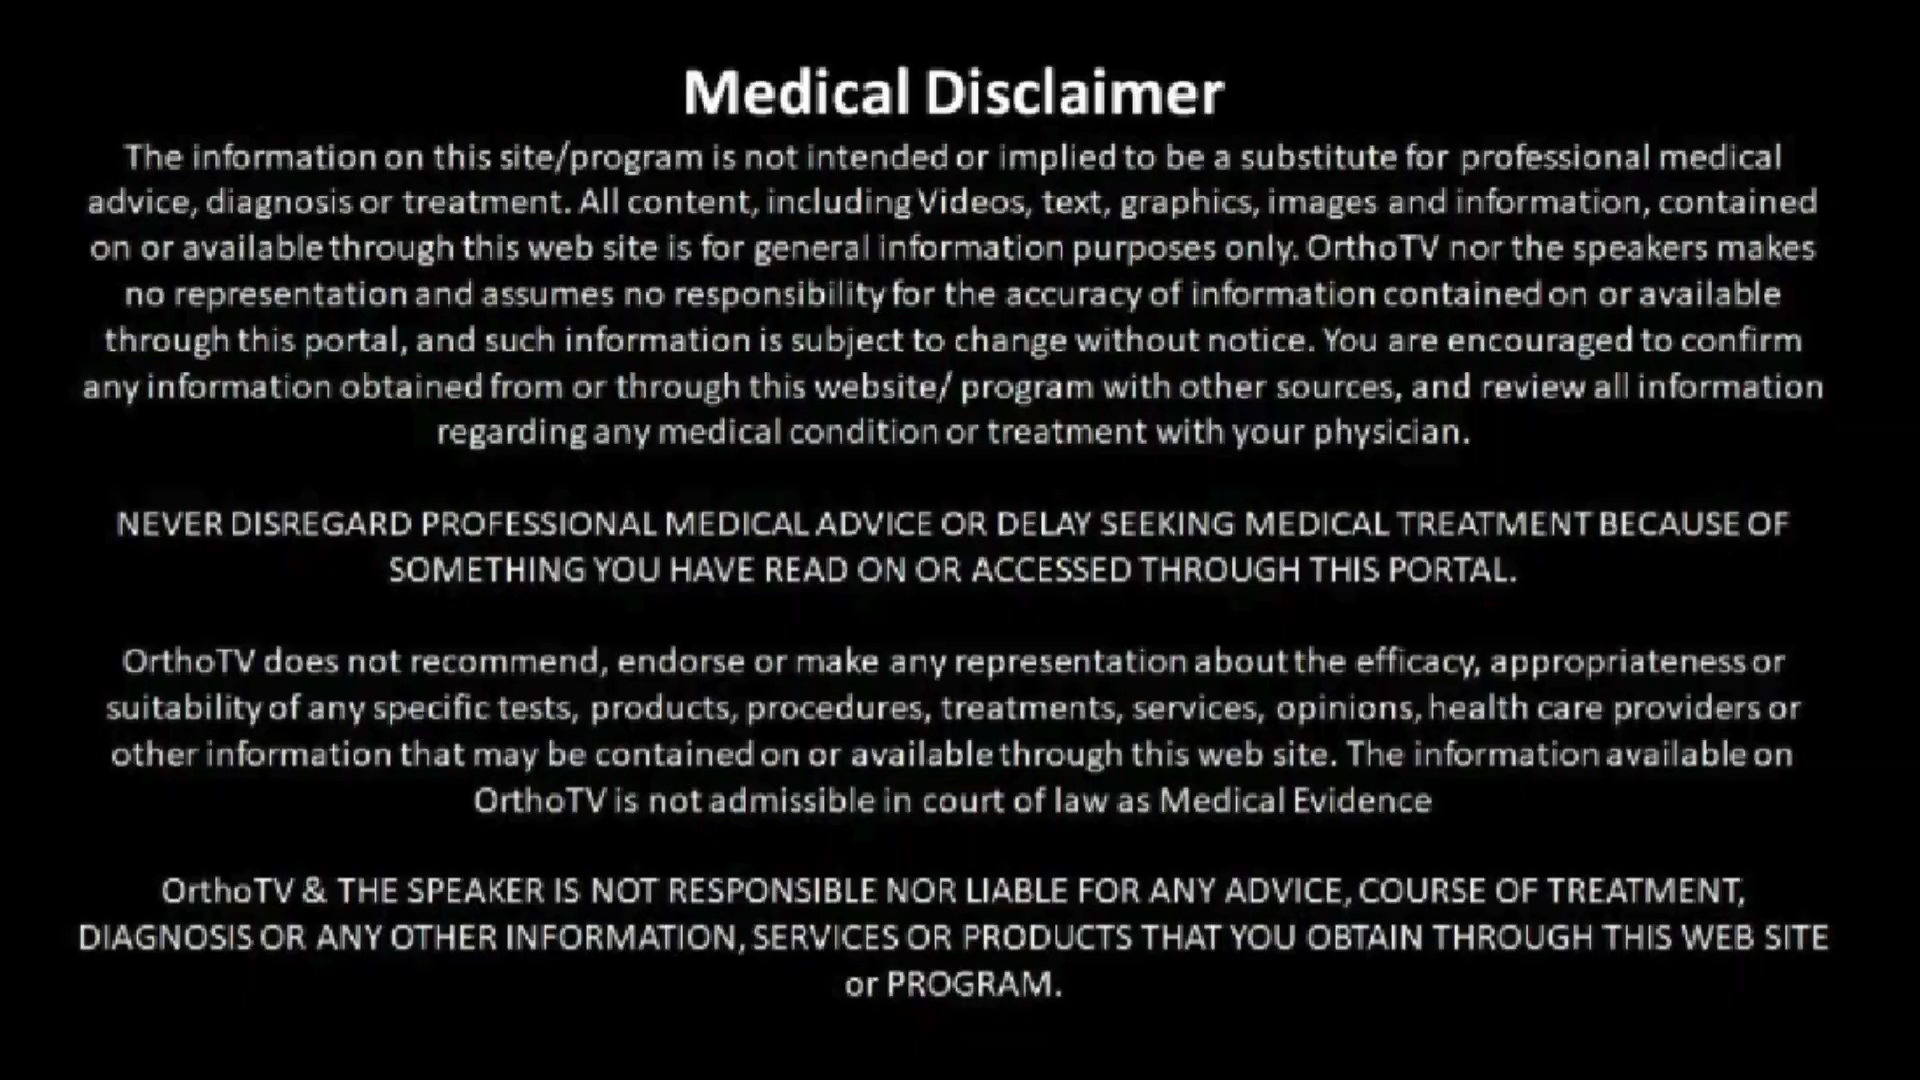 Medical Disclaimer
The information on this site/program is not intended or implied to be a substitute for professional medical
advice, diagnosis or treatment. All content, including Videos, text, graphics, images and information, contained
on or available through this web site is for general information purposes only. OrthoTV nor the speakers makes
no representation and assumes no responsibility for the accuracy of information contained on or available
through this portal, and such information is subject to change without notice. You are encouraged to confirm
any information obtained from or through this website/ program with other sources, and review all information
regarding any medical condition or treatment with your physician.
NEVER DISREGARD PROFESSIONAL MEDICAL ADVICE OR DELAY SEEKING MEDICAL TREATMENT BECAUSE OF
SOMETHING YOU HAVE READ ON OR ACCESSED THROUGH THIS PORTAL.
OrthoTV does not recommend, endorse or make any representation about the efficacy, appropriateness or
suitability of any specific tests, products, procedures, treatments, services, opinions, health care providers or
other information that may be contained on or available through this web site. The information available on
OrthoTV is not admissible in court of law as Medical Evidence
OrthoTV & THE SPEAKER IS NOT RESPONSIBLE NOR LIABLE FOR ANY ADVICE, COURSE OF TREATMENT,
DIAGNOSIS OR ANY OTHER INFORMATION, SERVICES OR PRODUCTS THAT YOU OBTAIN THROUGH THIS WEB SITE
or PROGRAM.